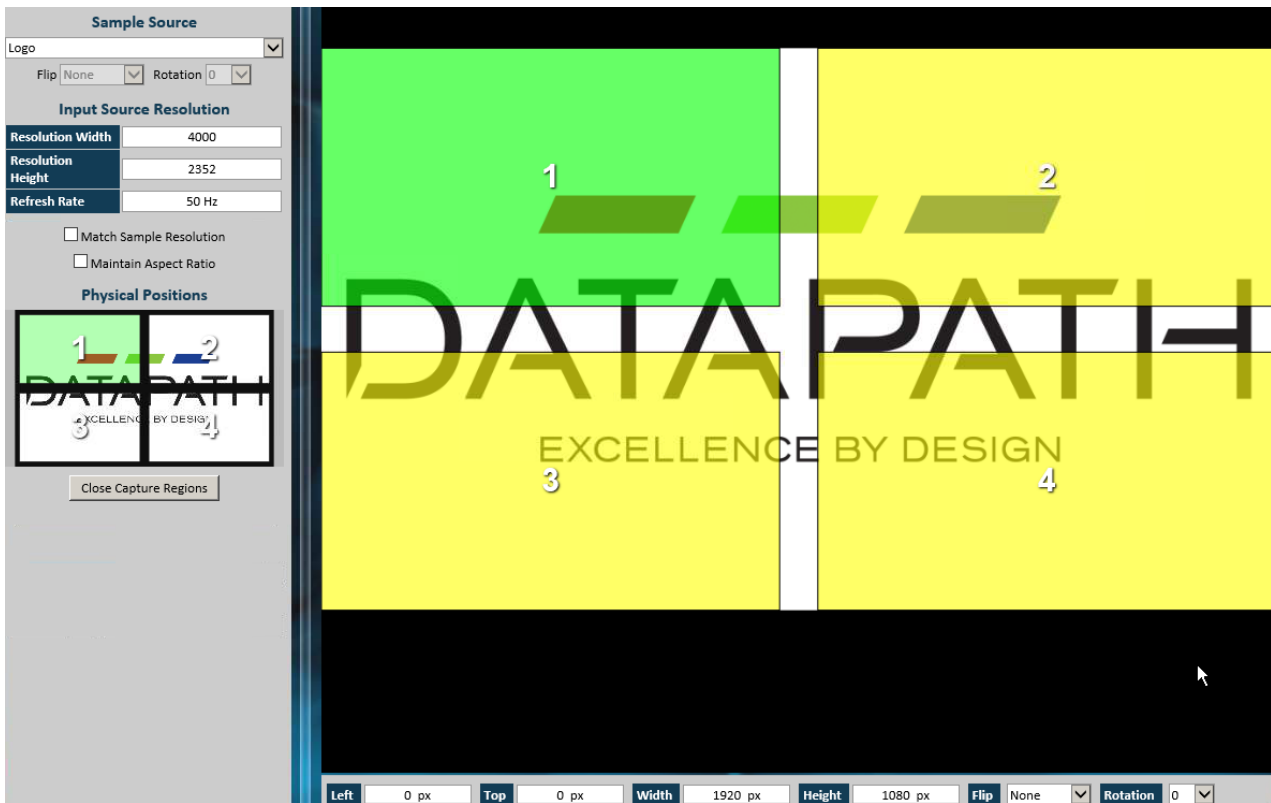 Sample Source
Logo
Flip None Rotation 0
Input Source Resolution
Resolution Width 4000
Resolution Height 2352
Refresh Rate 50 Hz
Match Sample Resolution
Maintain Aspect Ratio
Physical Positions
1 2
DATAPATH
EXCELLENCE BY DESIGN
3 4
Close Capture Regions
1 2
DATAPATH
EXCELLENCE BY DESIGN
3 4
Left 0 px Top 0 px Width 1920 px Height 1080 px Flip None Rotation 0